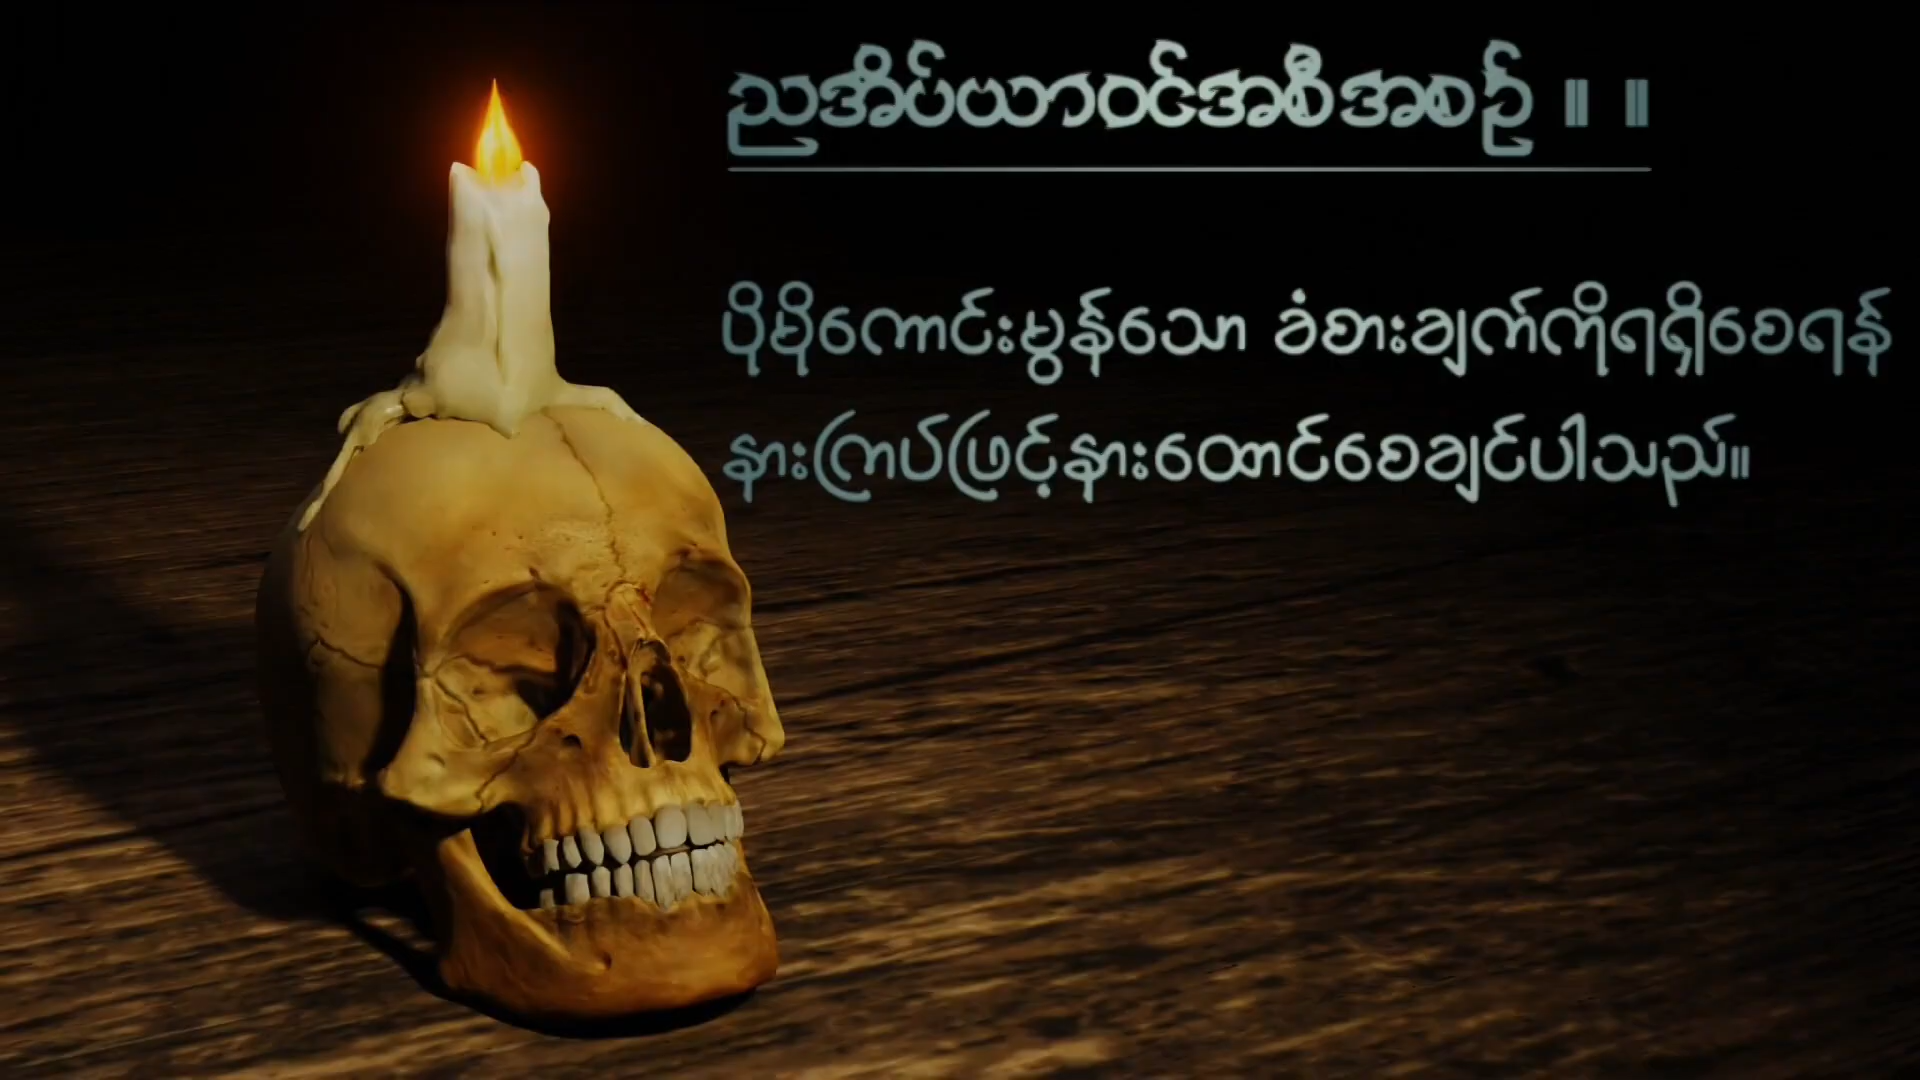 ညအိပ်ယာဝင်အစီအစဉ် ။ ။
ပိုမိုကောင်းမွန်သော ခံစားချက်ကိုရရှိစေရန်
နားကြပ်ဖြင့်နားထောင်စေချင်ပါသည်။